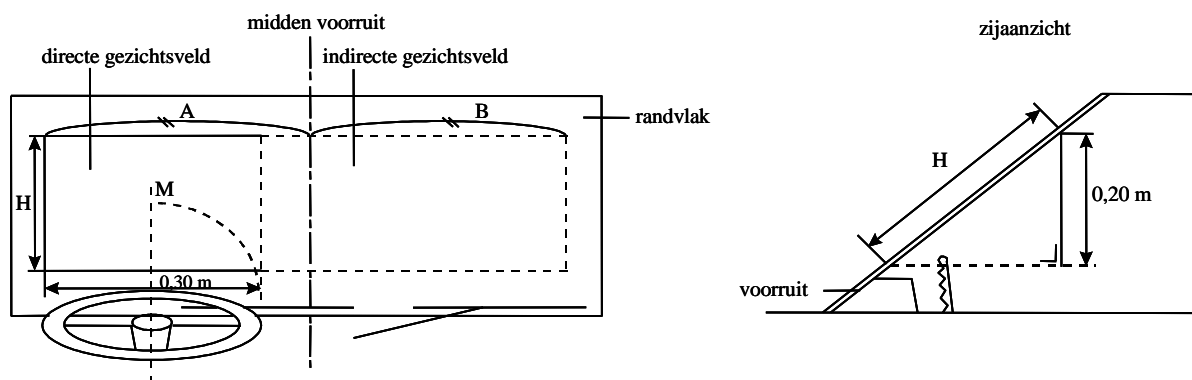 midden voorruit
zijaanzicht
directe gezichtsveld
indirecte gezichtsveld
A
B
randvlak
M
H
0,30 m
H
0,20 m
voorruit